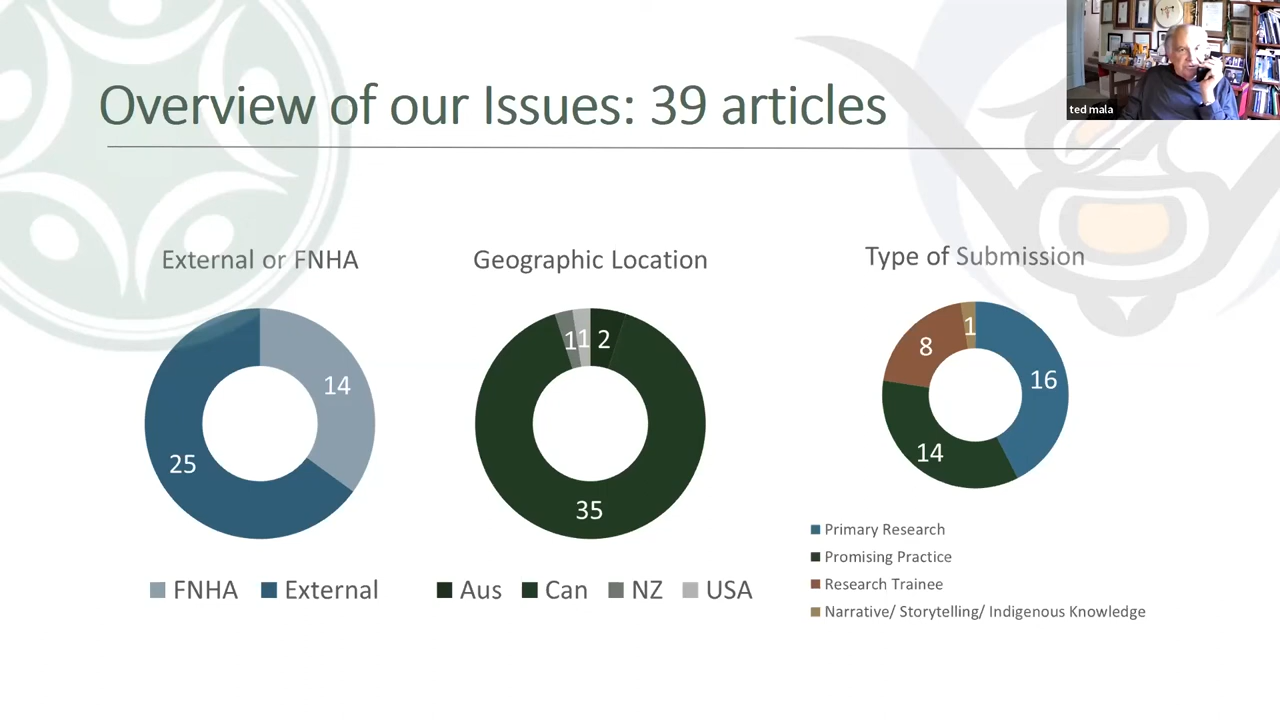 ted mala
Overview of our Issues: 39 articles
External or FNHA
14
25
FNHA External
Geographic Location
1 1 2
35
Aus Can NZ USA
Type of Submission
1
8
16
14
Primary Research
Promising Practice
Research Trainee
Narrative/ Storytelling/ Indigenous Knowledge